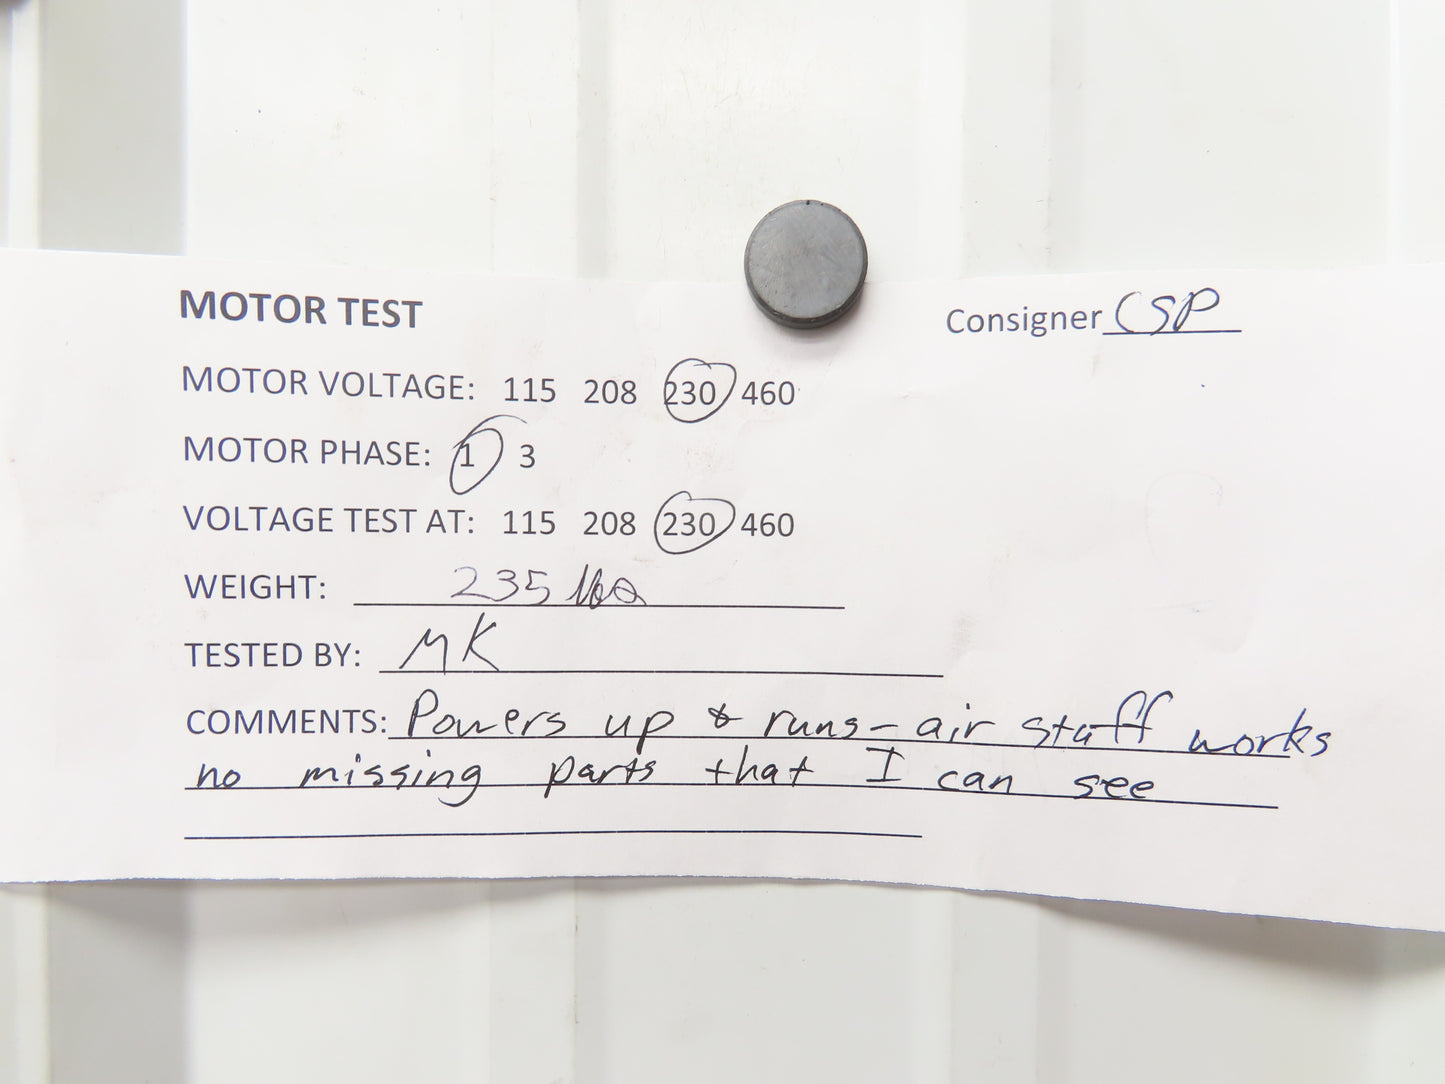 MOTOR TEST
Consigner CSP
MOTOR VOLTAGE: 115 208 230 460
MOTOR PHASE: 1 3
VOLTAGE TEST AT: 115 208 230 460
WEIGHT: 235 lbs
TESTED BY: MK
COMMENTS: Powers up & runs - air stuff works
no missing parts that I can see